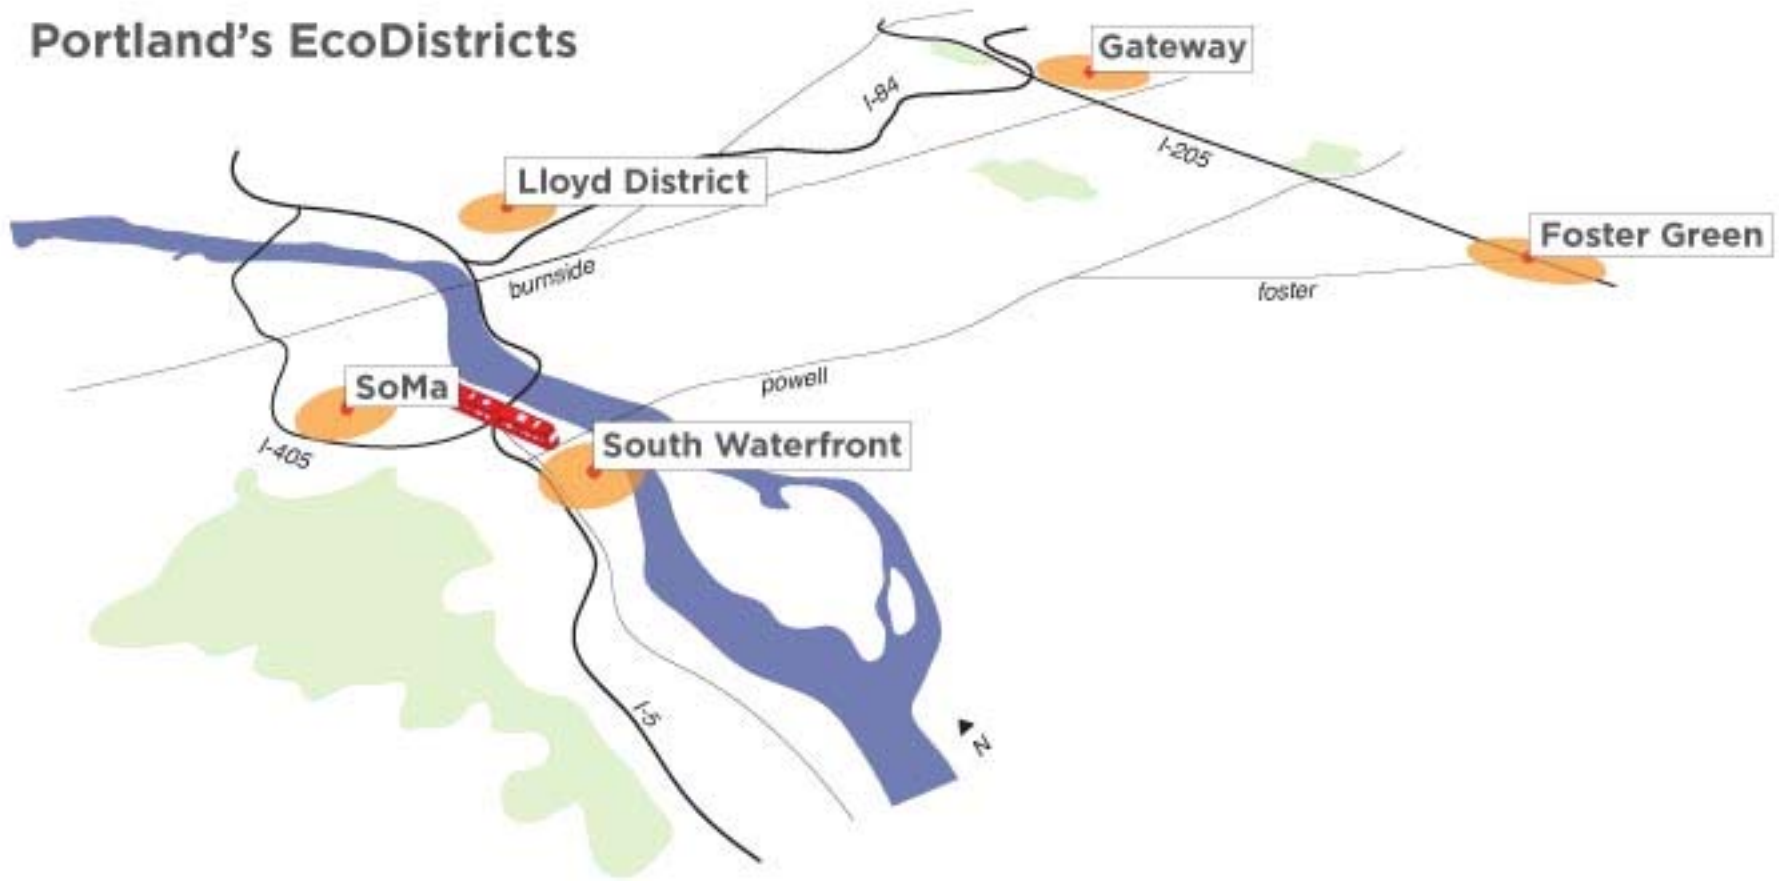 Portland's EcoDistricts
Gateway
I-84
I-205
Lloyd District
Foster Green
burnside
foster
powell
SoMa
South Waterfront
I-405
I-5
N